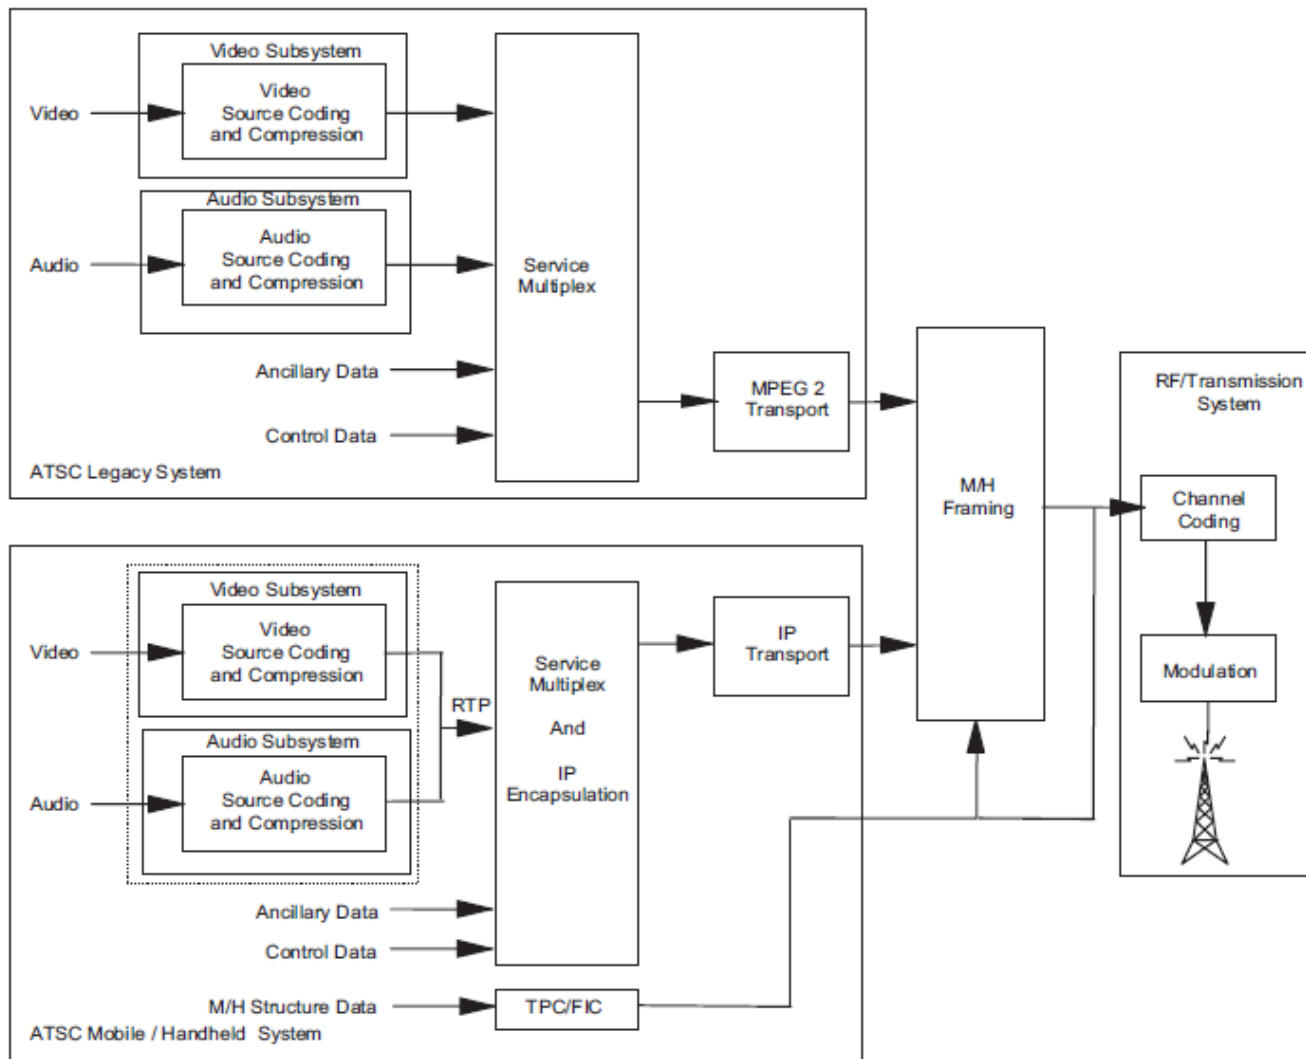 Video Subsystem
Video
Source Coding
and Compression
Video
Audio Subsystem
Audio
Source Coding
and Compression
Audio
Service
Multiplex
Ancillary Data
Control Data
MPEG 2
Transport
ATSC Legacy System
M/H
Framing
RF/Transmission
System
Channel
Coding
Modulation
Video Subsystem
Video
Source Coding
and Compression
Video
Audio Subsystem
Audio
Source Coding
and Compression
Audio
RTP
Service
Multiplex
And
IP
Encapsulation
IP
Transport
Ancillary Data
Control Data
M/H Structure Data
TPC/FIC
ATSC Mobile / Handheld System